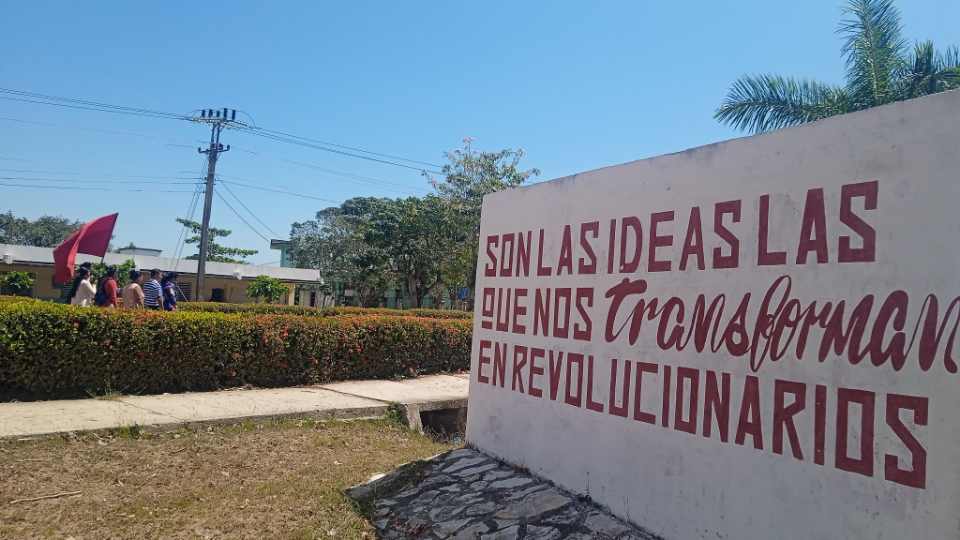 SON LAS IDEAS LAS
QUE NOS transforman
EN REVOLUCIONARIOS